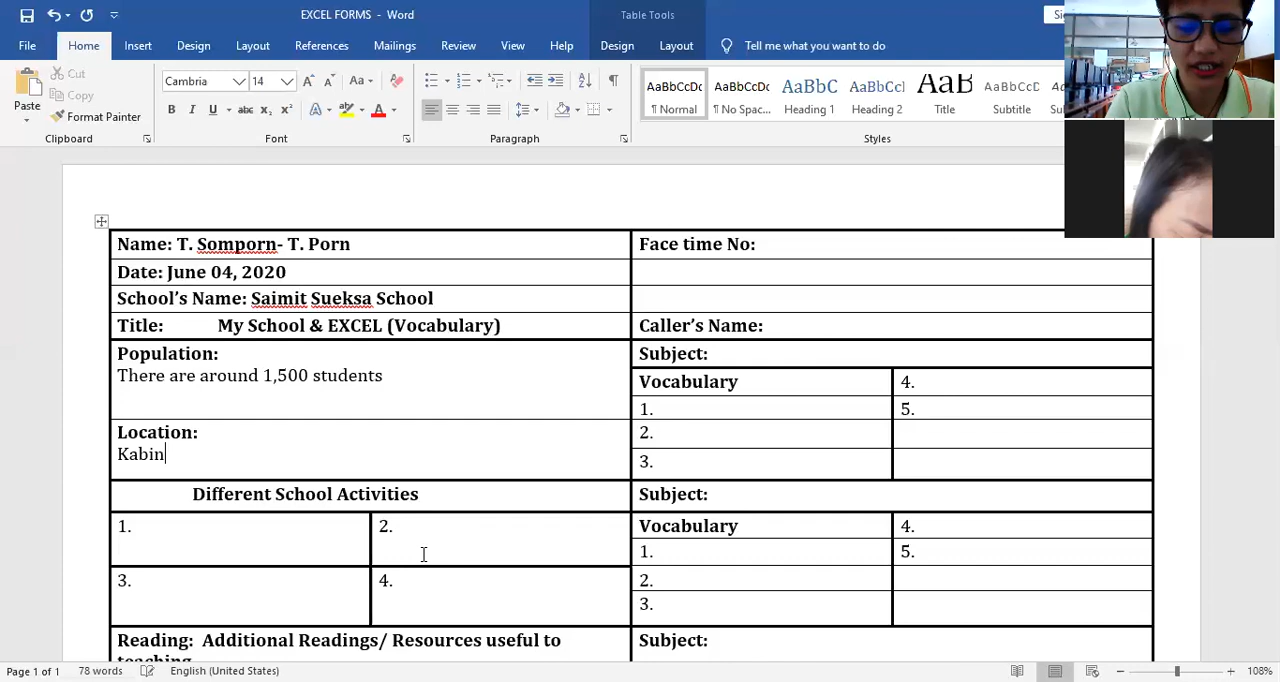 EXCEL FORMS - Word
Table Tools
File Home Insert Design Layout References Mailings Review View Help Design Layout Tell me what you want to do
Paste
Cut
Copy
Format Painter
Cambria 14
Clipboard Font Paragraph Styles
AaBbCcDc ¶ Normal
AaBbCcDc ¶ No Spac...
AaBbC Heading 1
AaBbCc Heading 2
AaB Title
AaBbCcD Subtitle
Name: T. Somporn- T. Porn
Face time No:
Date: June 04, 2020
School's Name: Saimit Sueksa School
Title: My School & EXCEL (Vocabulary)
Caller's Name:
Population:
There are around 1,500 students
Subject:
Vocabulary 4.
1. 5.
Location:
Kabin
2.
3.
Different School Activities
Subject:
1. 2.
Vocabulary 4.
1. 5.
3. 4.
2.
3.
Reading: Additional Readings/ Resources useful to
teaching
Subject:
Page 1 of 1 78 words English (United States) 108%